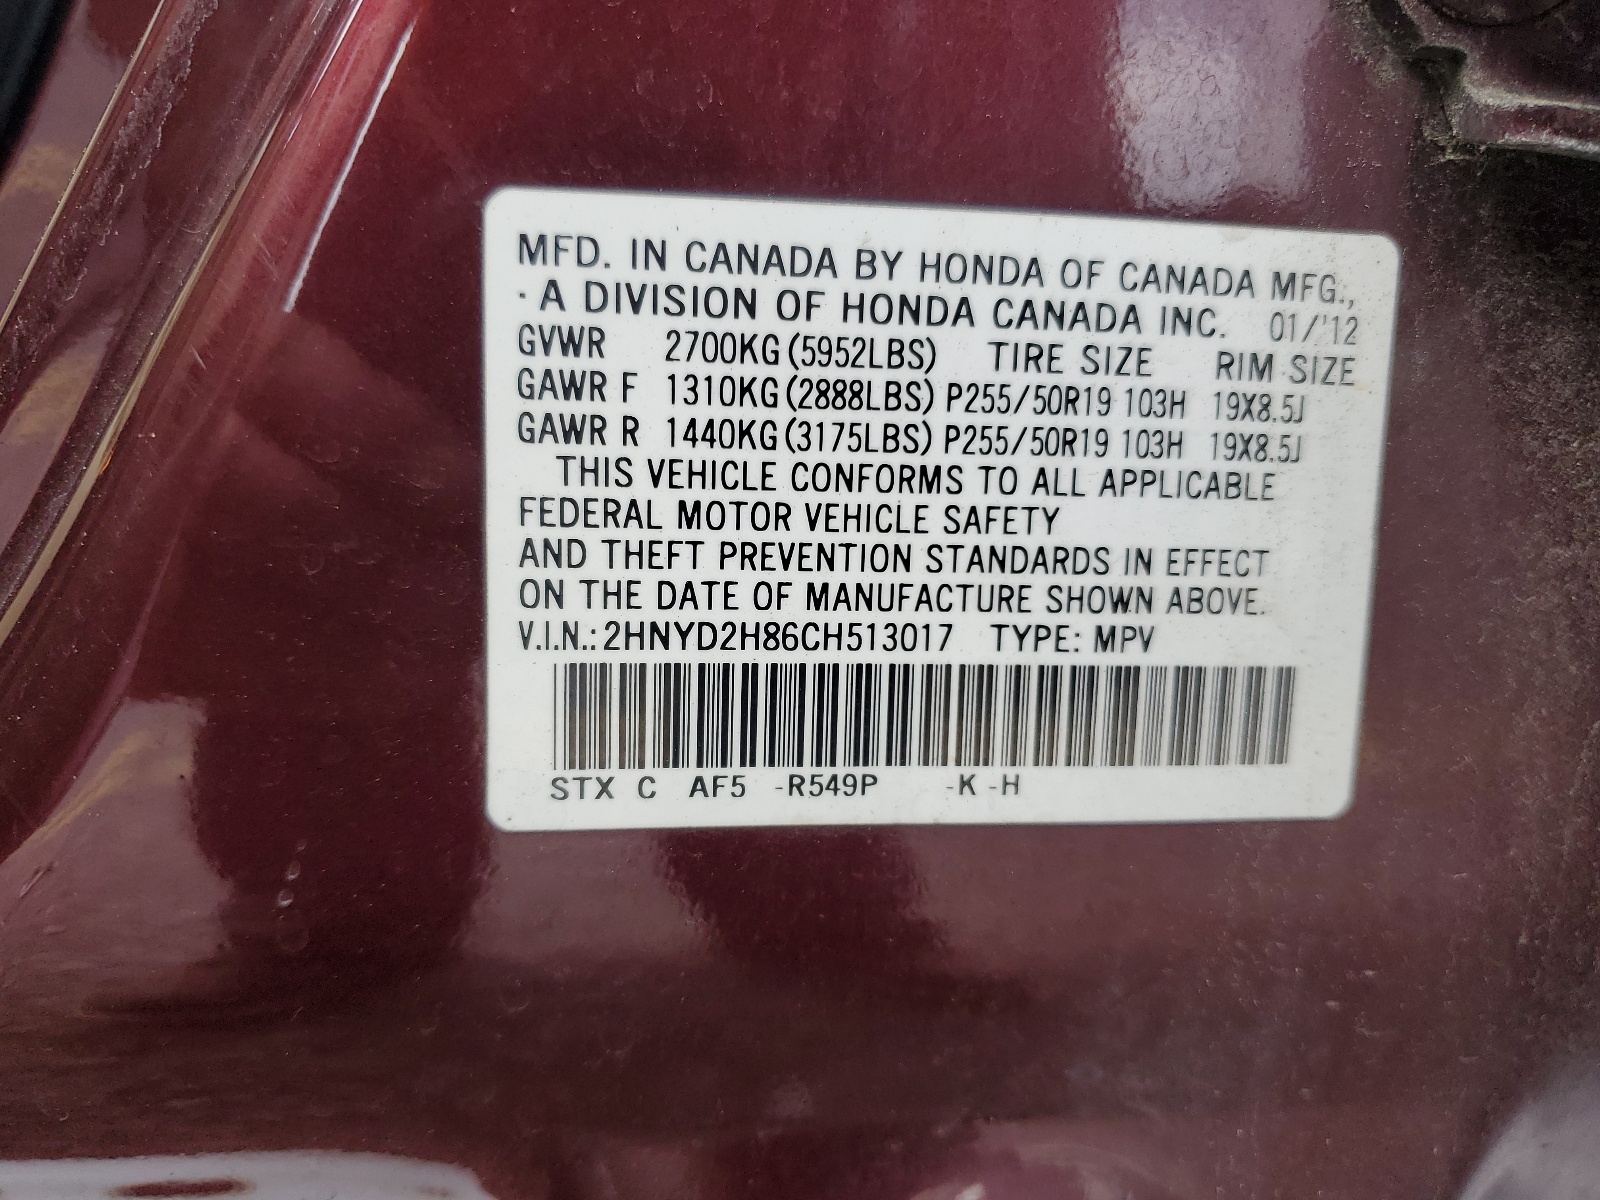 MFD. IN CANADA BY HONDA OF CANADA MFG.,
· A DIVISION OF HONDA CANADA INC. 01/'12
GVWR 2700KG (5952LBS) TIRE SIZE RIM SIZE
GAWR F 1310KG (2888LBS) P255/50R19 103H 19X8.5J
GAWR R 1440KG (3175LBS) P255/50R19 103H 19X8.5J
THIS VEHICLE CONFORMS TO ALL APPLICABLE
FEDERAL MOTOR VEHICLE SAFETY
AND THEFT PREVENTION STANDARDS IN EFFECT
ON THE DATE OF MANUFACTURE SHOWN ABOVE.
V.I.N.: 2HNYD2H86CH513017 TYPE: MPV
STX C AF5 -R549P -K -H